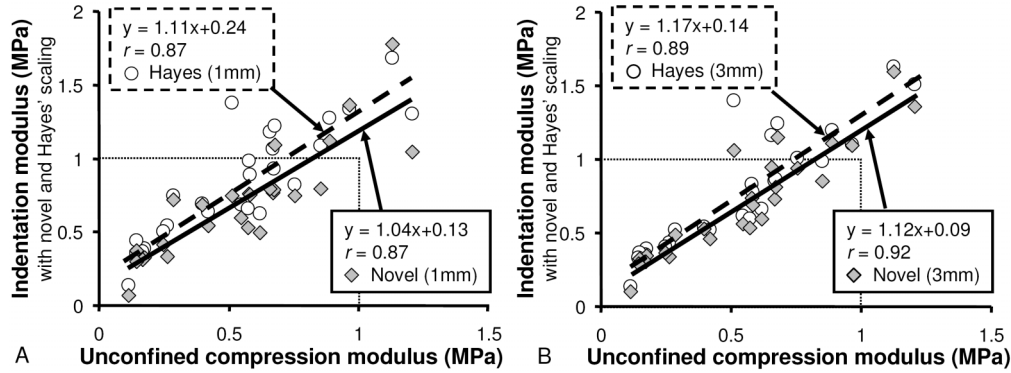 Indentation modulus (MPa)
with novel and Hayes' scaling
2
1.5
1
0.5
0
y = 1.11x+0.24
r = 0.87
Hayes (1mm)
y = 1.04x+0.13
r = 0.87
Novel (1mm)
0
0.5
1
1.5
A
Unconfined compression modulus (MPa)
Indentation modulus (MPa)
with novel and Hayes' scaling
2
1.5
1
0.5
0
y = 1.17x+0.14
r = 0.89
Hayes (3mm)
y = 1.12x+0.09
r = 0.92
Novel (3mm)
0
0.5
1
1.5
B
Unconfined compression modulus (MPa)